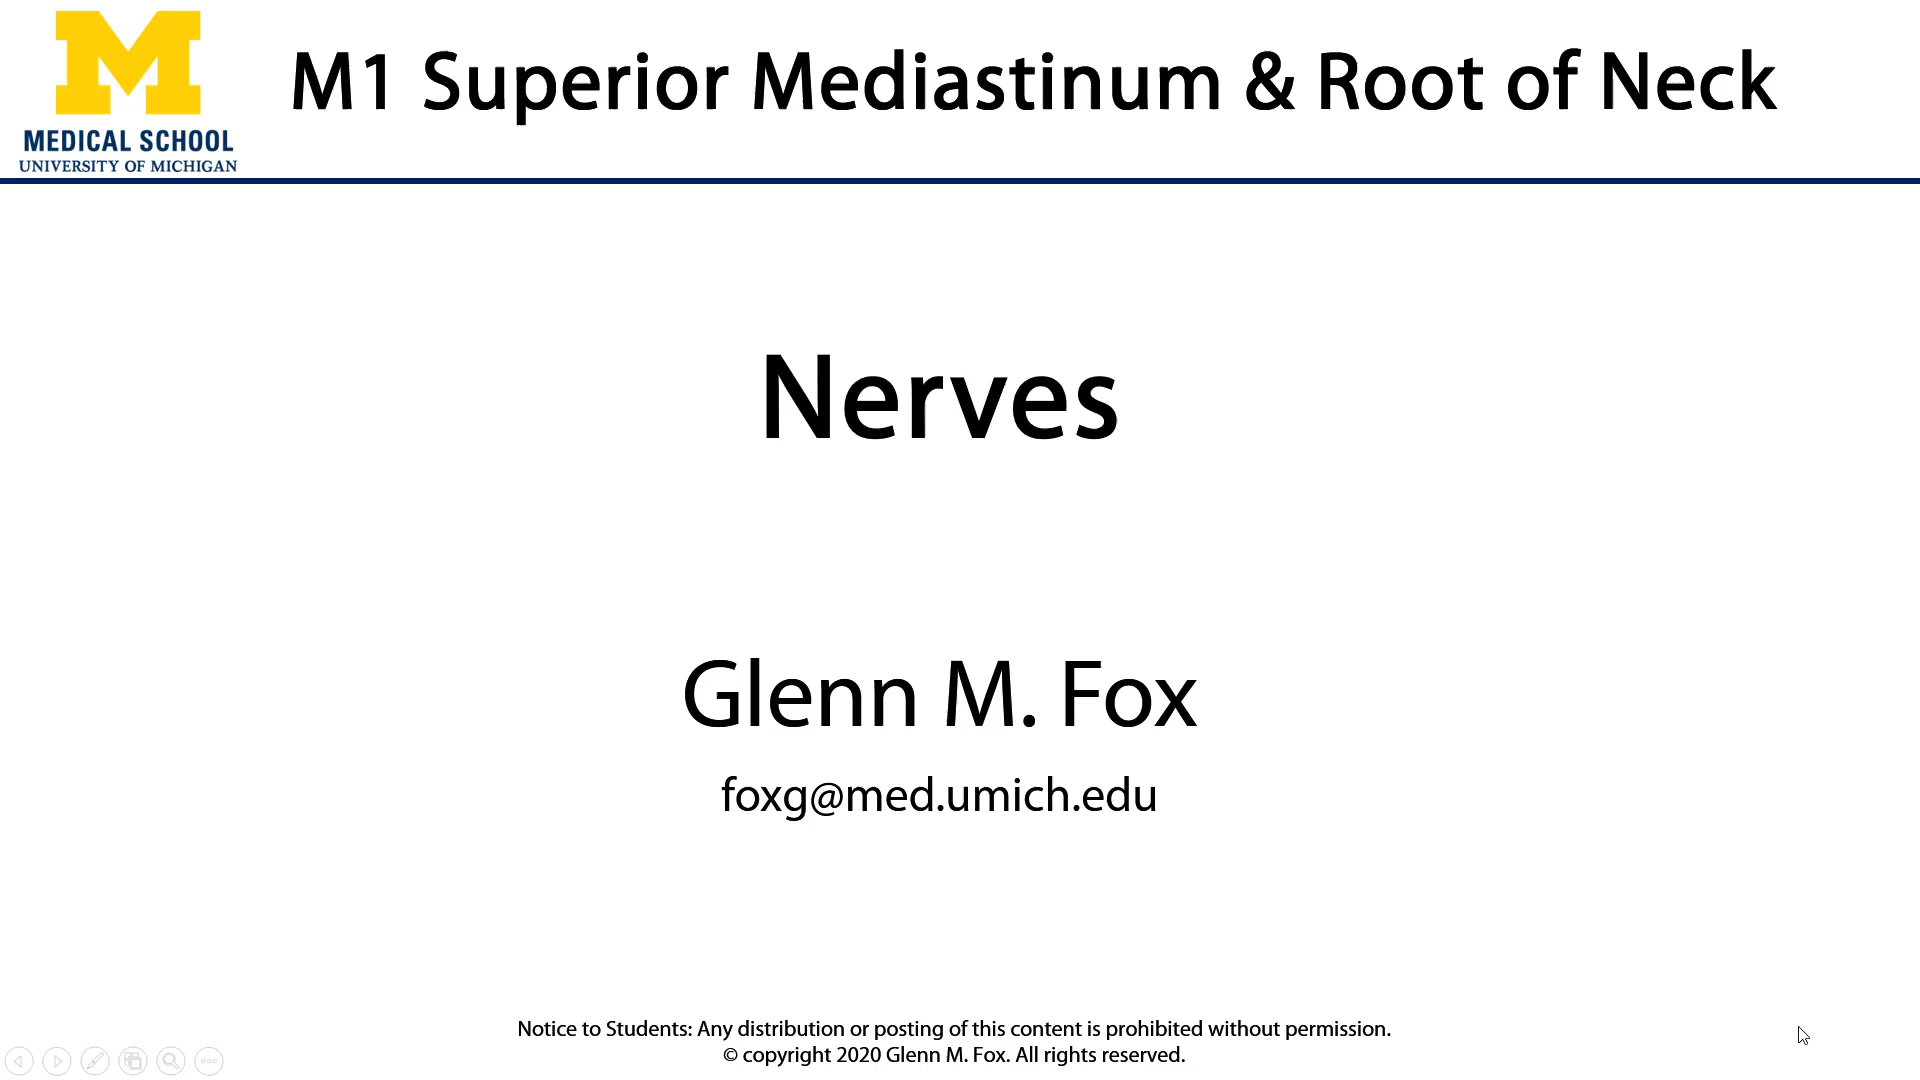 M1 Superior Mediastinum & Root of Neck
M
MEDICAL SCHOOL
UNIVERSITY OF MICHIGAN
Nerves
Glenn M. Fox
foxg@med.umich.edu
Notice to Students: Any distribution or posting of this content is prohibited without permission.
© copyright 2020 Glenn M. Fox. All rights reserved.